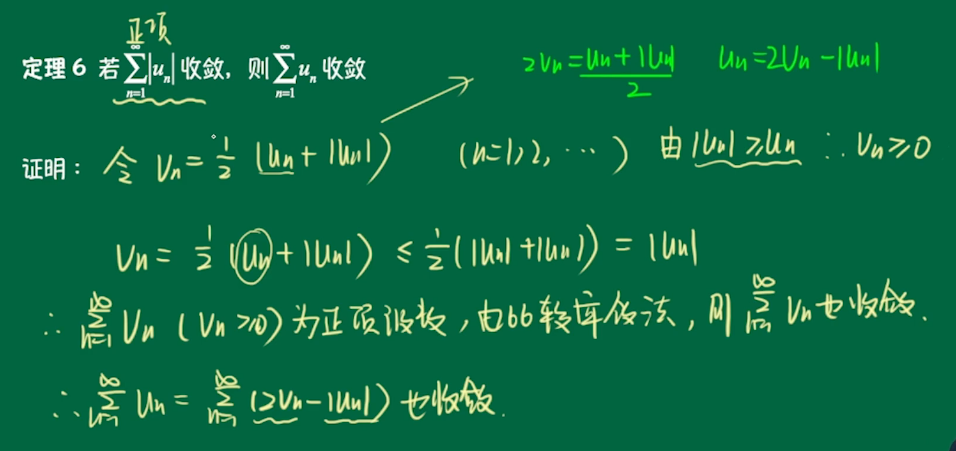 正项
定理 6 若 $\sum_{n=1}^{\infty}|u_n|$ 收敛，则 $\sum_{n=1}^{\infty}u_n$ 收敛
$2V_n=\frac{U_n+|U_n|}{2}$ $U_n=2U_n-|U_n|$
证明： 令 $V_n=\frac{1}{2}(U_n+|U_n|)$ (n=1,2,…) 由 $|U_n|\geq U_n$ ∴ $V_n\geq 0$
$V_n=\frac{1}{2}(U_n+|U_n|)\leq\frac{1}{2}(|U_n|+|U_n|)=|U_n|$
∴ $\sum_{n=1}^{\infty}V_n$ ($V_n\geq 0$) 为正项级数，由比较审敛法，则 $\sum_{n=1}^{\infty}V_n$ 也收敛.
∴ $\sum_{n=1}^{\infty}U_n=\sum_{n=1}^{\infty}(2V_n-|U_n|)$ 也收敛.